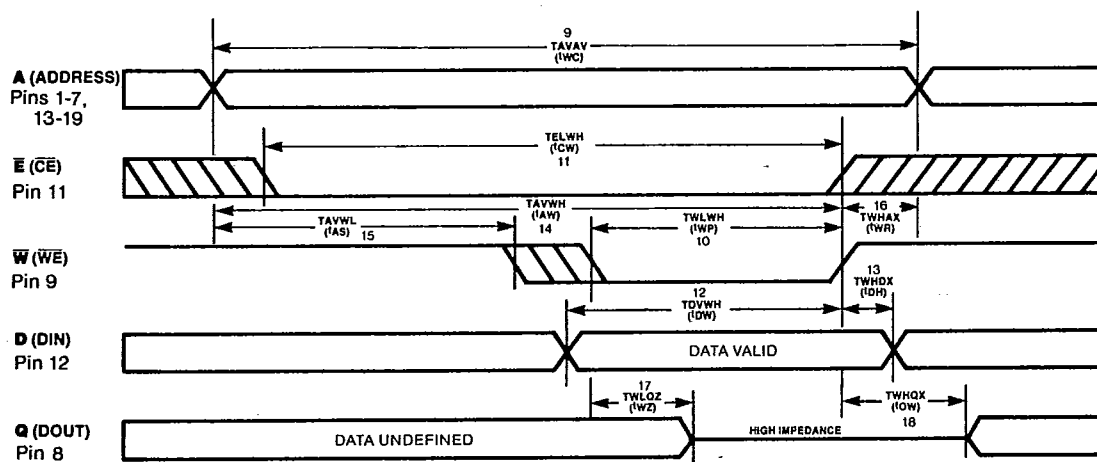 9
TAVAV
(tWC)
A (ADDRESS)
Pins 1-7,
13-19
TELWH
(tCW)
11
E (CE)
Pin 11
TAVWH
(tAW)
14
TAVWL
(tAS)
15
TWLWH
(tWP)
10
16
TWHAX
(tWR)
W (WE)
Pin 9
12
TDVWH
(tDW)
13
TWHDX
(tDH)
D (DIN)
Pin 12
DATA VALID
17
TWLQZ
(tWZ)
TWHQX
(tOW)
18
Q (DOUT)
Pin 8
DATA UNDEFINED
HIGH IMPEDANCE